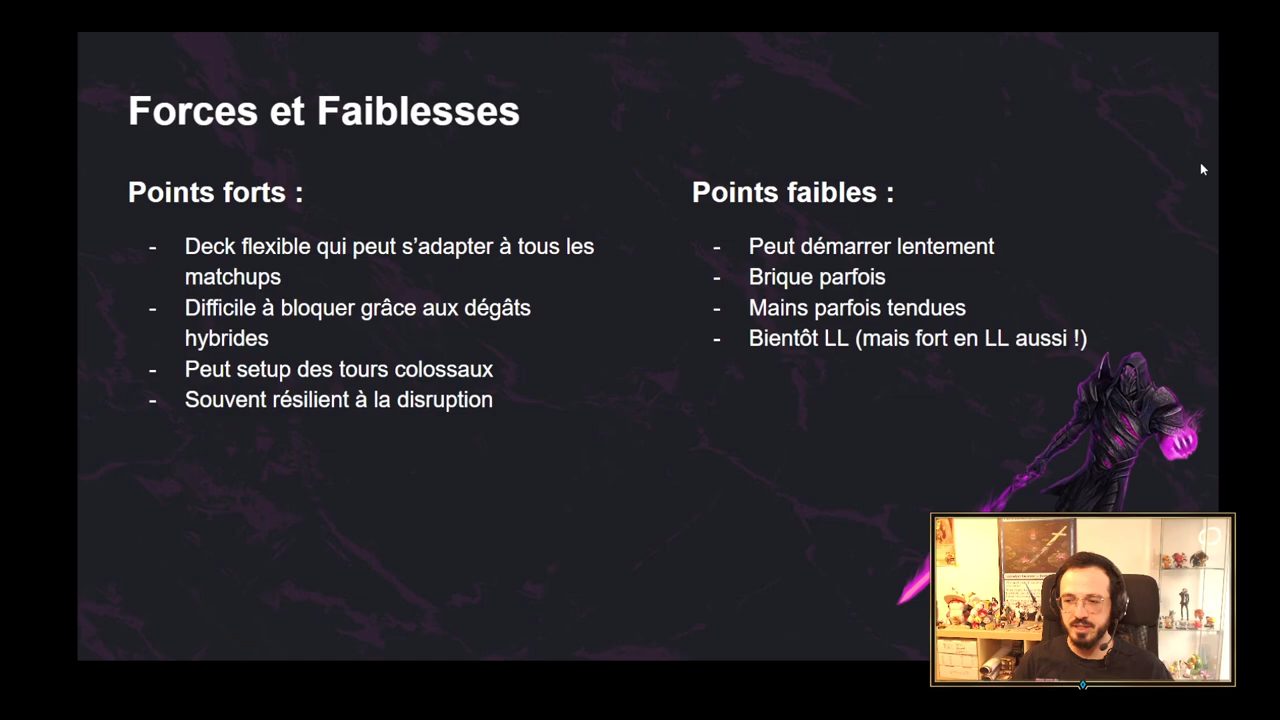 Forces et Faiblesses
Points forts :
- Deck flexible qui peut s’adapter à tous les
matchups
- Difficile à bloquer grâce aux dégâts
hybrides
- Peut setup des tours colossaux
- Souvent résilient à la disruption
Points faibles :
- Peut démarrer lentement
- Brique parfois
- Mains parfois tendues
- Bientôt LL (mais fort en LL aussi !)